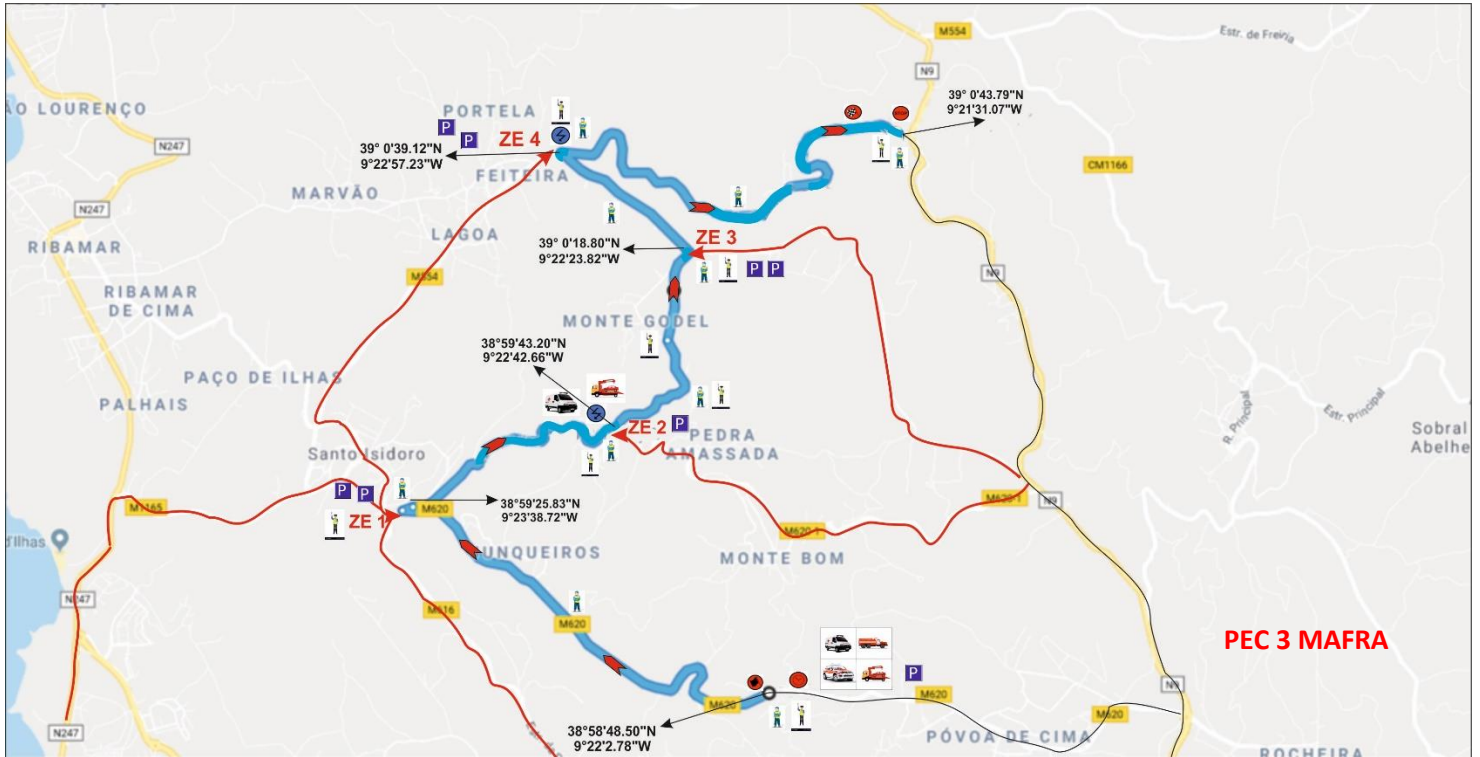 M554
Estr. de Freiria
N9
39° 0'43.79"N
9°21'31.07"W
ÃO LOURENÇO
PORTELA
P
P
ZE 4
39° 0'39.12"N
9°22'57.23"W
N247
FEITEIRA
CM1166
MARVÃO
N247
LAGOA
RIBAMAR
39° 0'18.80"N
9°22'23.82"W
ZE 3
P P
N9
M554
RIBAMAR
DE CIMA
MONTE GODEL
38°59'43.20"N
9°22'42.66"W
PAÇO DE ILHAS
PALHAIS
R. Principal
Estr. Principal
ZE 2
P
PEDRA
AMASSADA
Sobral
Abelhe
Santo Isidoro
P P
M1165
M620
38°59'25.83"N
9°23'38.72"W
M620-1
N9
ZE 1
M620-1
d'Ilhas
UNQUEIROS
MONTE BOM
N247
M616
M620
PEC 3 MAFRA
P
N9
M620
M620
M620
38°58'48.50"N
9°22'2.78"W
N247
PÓVOA DE CIMA
ROCHEIRA